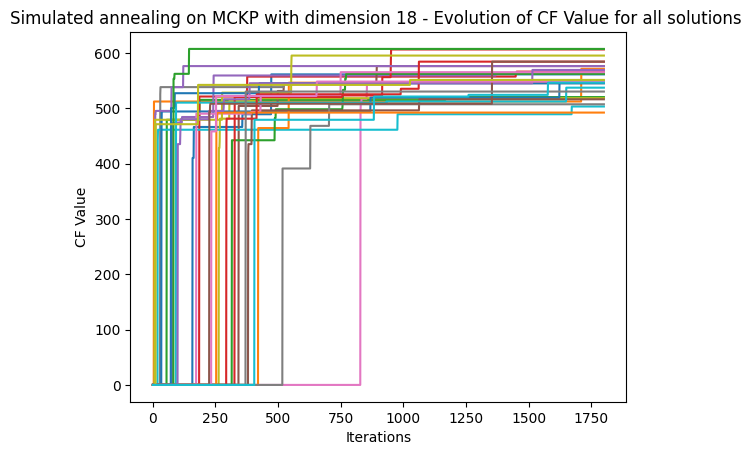 Simulated annealing on MCKP with dimension 18 - Evolution of CF Value for all solutions
600
500
400
300
200
100
0
CF Value
0 250 500 750 1000 1250 1500 1750
Iterations